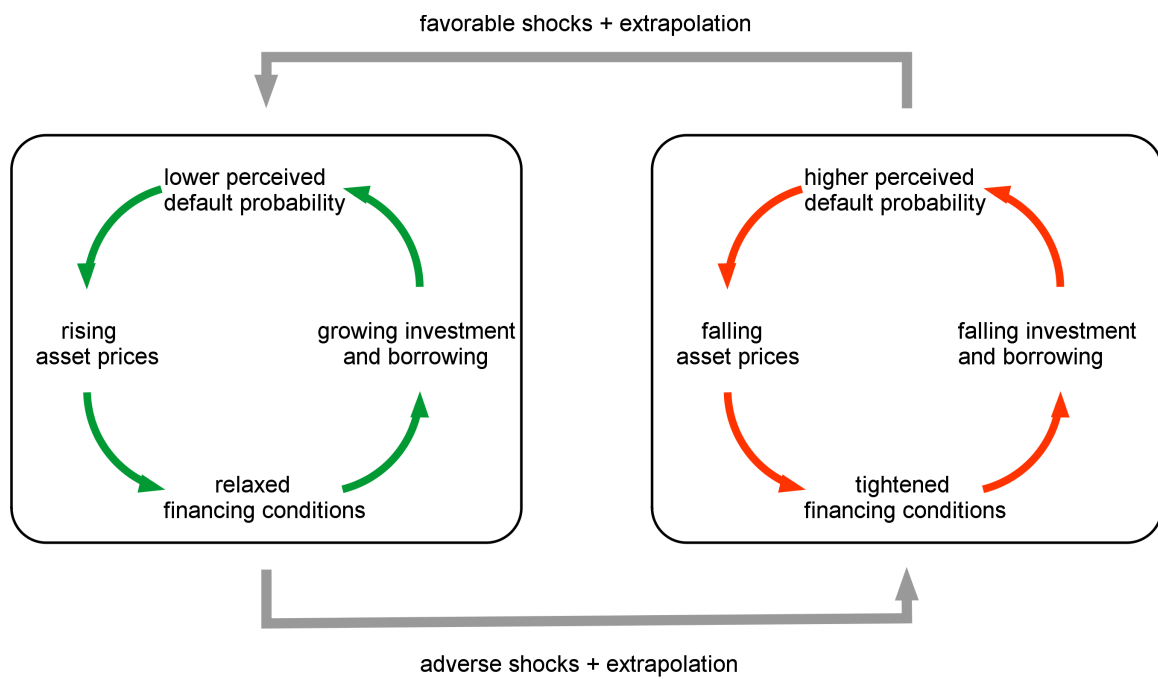 favorable shocks + extrapolation
lower perceived
default probability
rising
asset prices
growing investment
and borrowing
relaxed
financing conditions
higher perceived
default probability
falling
asset prices
falling investment
and borrowing
tightened
financing conditions
adverse shocks + extrapolation